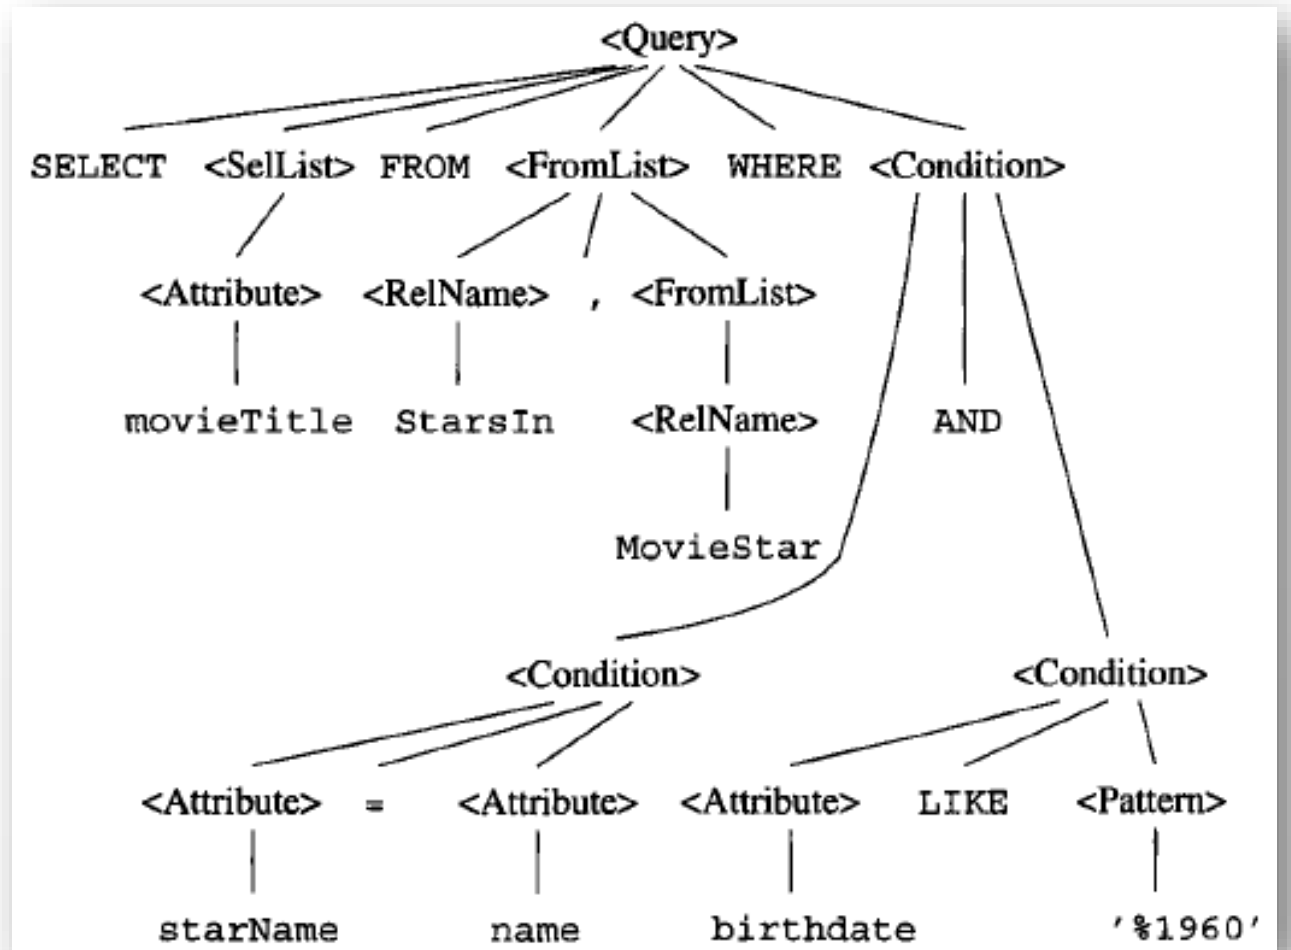 <Query>
SELECT <SelList> FROM <FromList> WHERE <Condition>
<Attribute> <RelName> , <FromList>
movieTitle StarsIn <RelName> AND
MovieStar
<Condition> <Condition>
<Attribute> = <Attribute> <Attribute> LIKE <Pattern>
starName name birthdate '%1960'